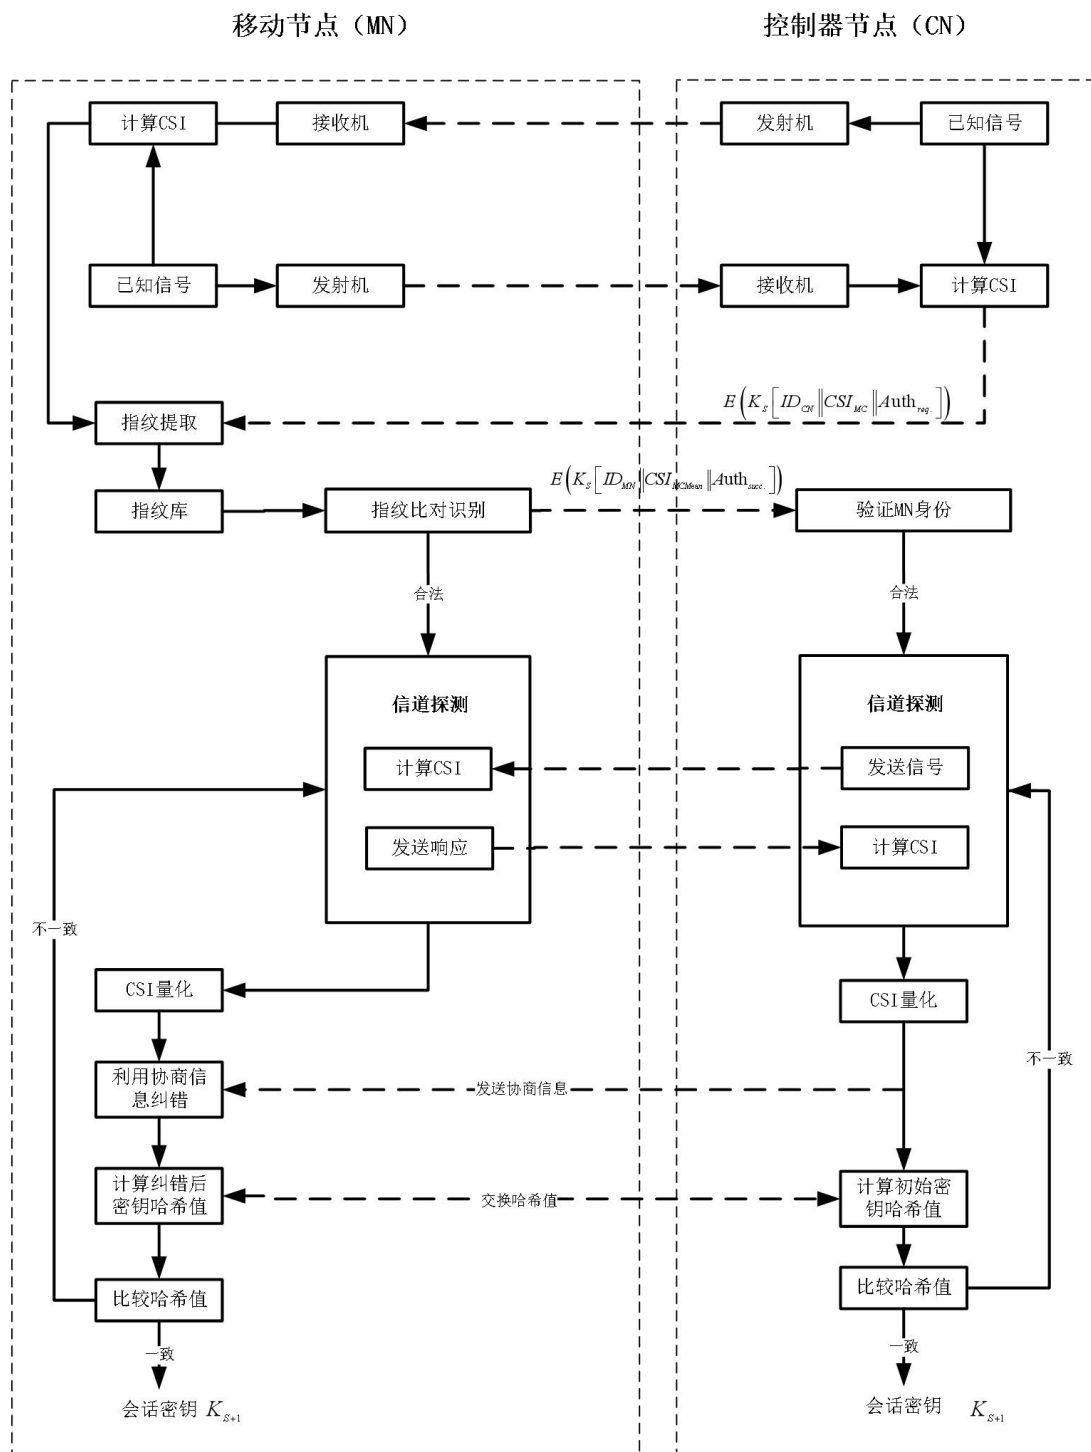 移动节点（MN）
控制器节点（CN）
计算CSI
接收机
发射机
已知信号
已知信号
发射机
接收机
计算CSI
E(K_S[ID_CN||CSI_MC||Auth_req.])
指纹提取
E(K_S[ID_MN||CSI_MCMean||Auth_succ.])
指纹库
指纹比对识别
验证MN身份
合法
合法
信道探测
信道探测
计算CSI
发送信号
发送响应
计算CSI
不一致
CSI量化
CSI量化
不一致
利用协商信
息纠错
发送协商信息
计算纠错后
密钥哈希值
交换哈希值
计算初始密
钥哈希值
比较哈希值
比较哈希值
一致
一致
会话密钥 K_{S+1}
会话密钥 K_{S+1}